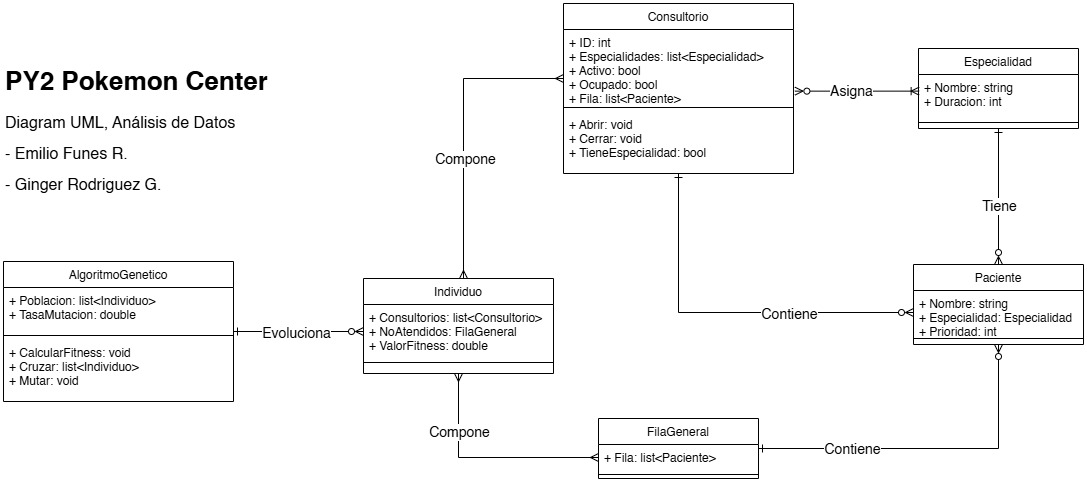 PY2 Pokemon Center
Diagram UML, Análisis de Datos
- Emilio Funes R.
- Ginger Rodriguez G.
Consultorio
+ ID: int
+ Especialidades: list<Especialidad>
+ Activo: bool
+ Ocupado: bool
+ Fila: list<Paciente>
+ Abrir: void
+ Cerrar: void
+ TieneEspecialidad: bool
Asigna
Especialidad
+ Nombre: string
+ Duracion: int
Compone
Tiene
AlgoritmoGenetico
+ Poblacion: list<Individuo>
+ TasaMutacion: double
+ CalcularFitness: void
+ Cruzar: list<Individuo>
+ Mutar: void
Evoluciona
Individuo
+ Consultorios: list<Consultorio>
+ NoAtendidos: FilaGeneral
+ ValorFitness: double
Contiene
Paciente
+ Nombre: string
+ Especialidad: Especialidad
+ Prioridad: int
Compone
FilaGeneral
+ Fila: list<Paciente>
Contiene